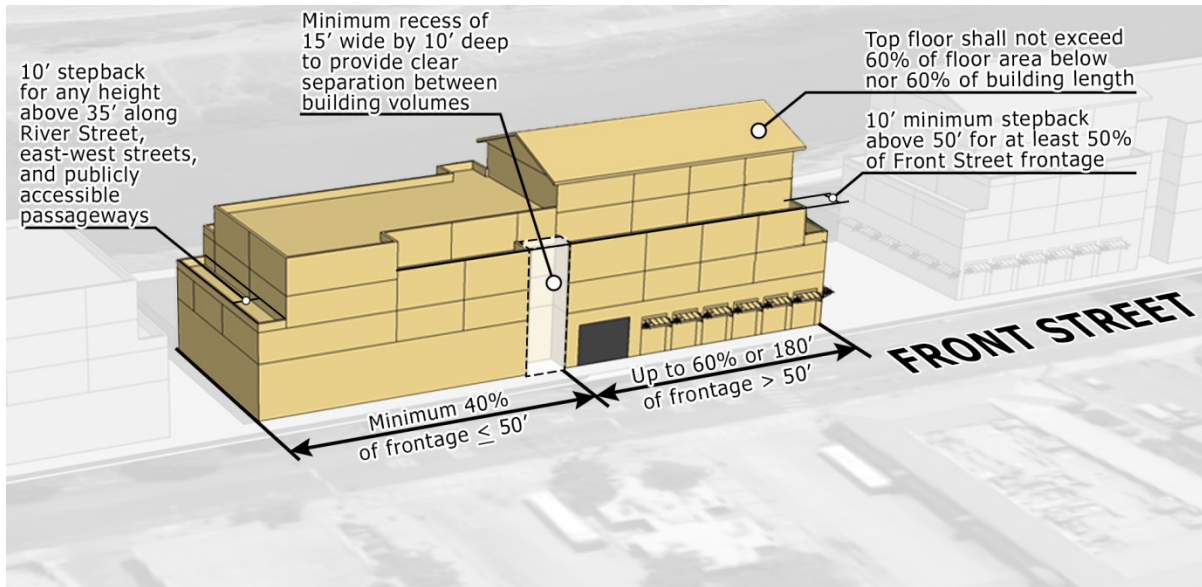 10’ stepback
for any height
above 35’ along
River Street,
east-west streets,
and publicly
accessible
passageways
Minimum recess of
15’ wide by 10’ deep
to provide clear
separation between
building volumes
Top floor shall not exceed
60% of floor area below
nor 60% of building length
10’ minimum stepback
above 50’ for at least 50%
of Front Street frontage
Minimum 40%
of frontage ≤ 50’
Up to 60% or 180’
of frontage > 50’
FRONT STREET